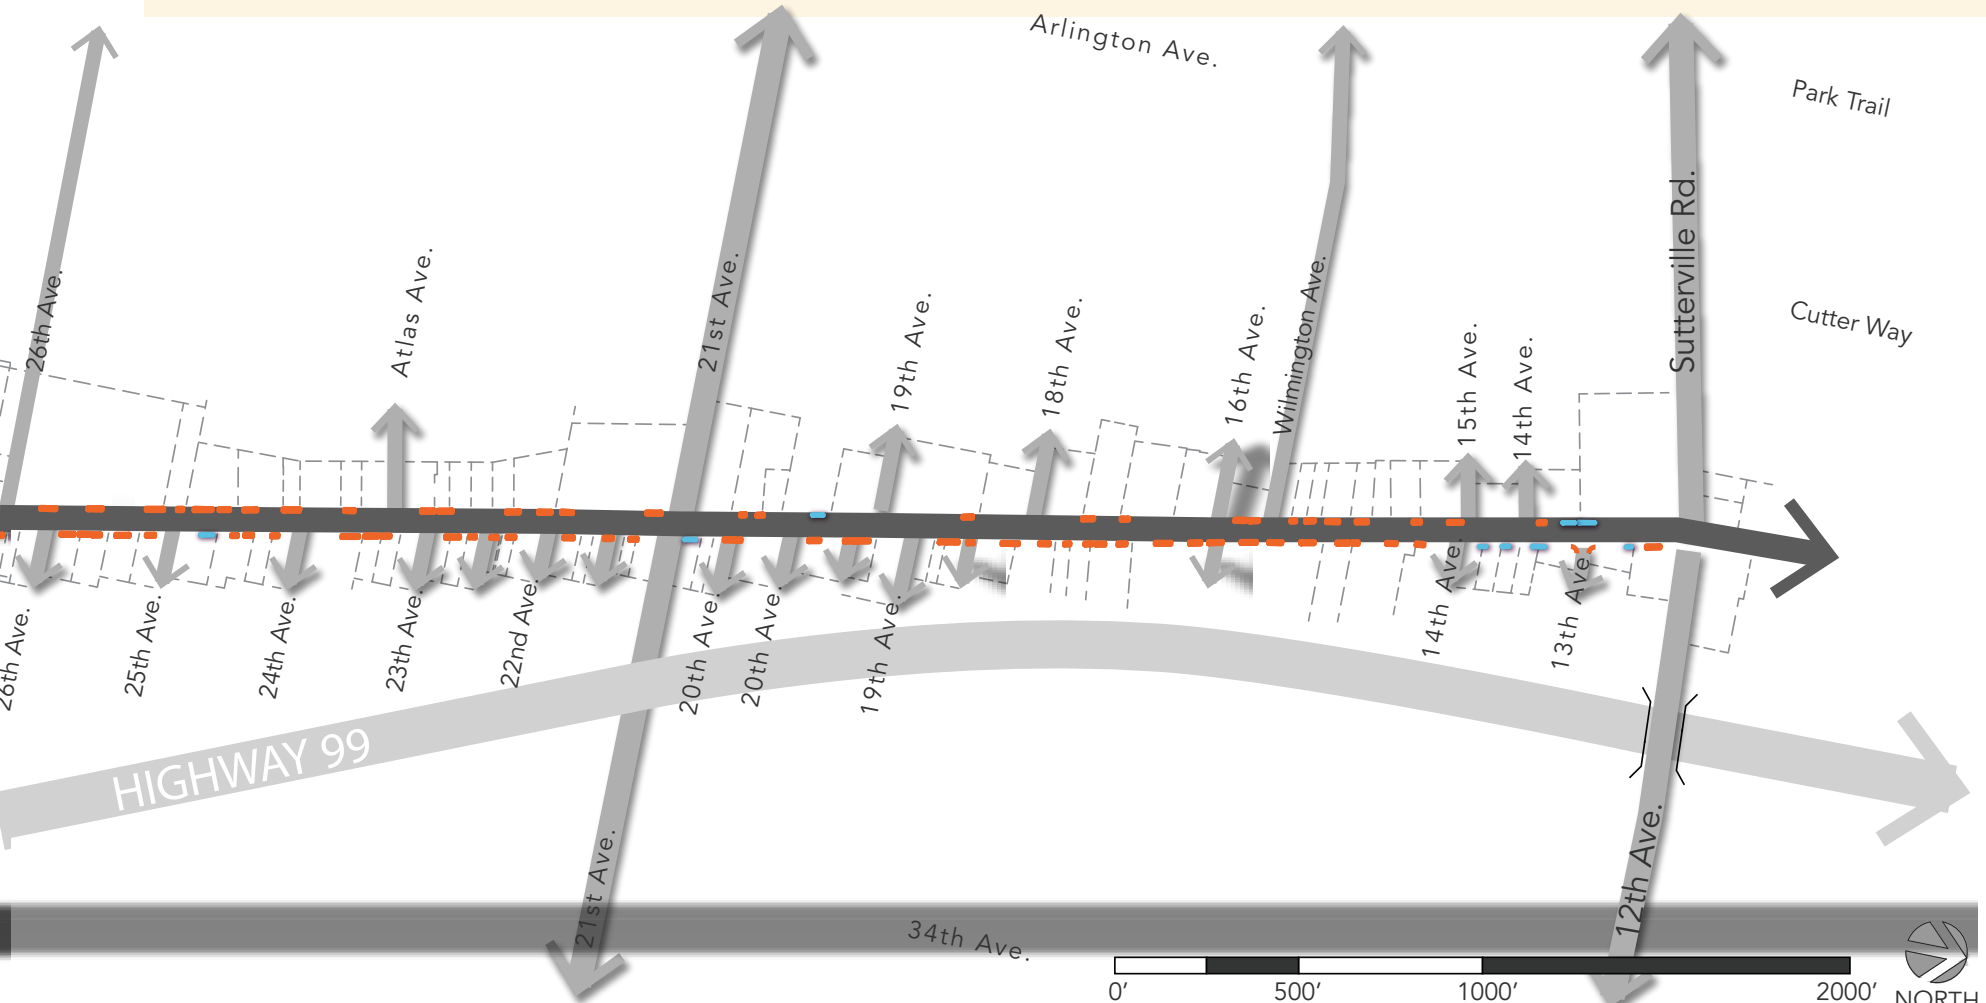 Arlington Ave.
Park Trail
Sutterville Rd.
26th Ave.
Atlas Ave.
21st Ave.
19th Ave.
18th Ave.
16th Ave.
Wilmington Ave.
15th Ave.
14th Ave.
Cutter Way
26th Ave.
25th Ave.
24th Ave.
23th Ave.
22nd Ave.
20th Ave.
20th Ave.
19th Ave.
14th Ave.
13th Ave.
HIGHWAY 99
21st Ave.
12th Ave.
34th Ave.
0’ 500’ 1000’ 2000’
NORTH